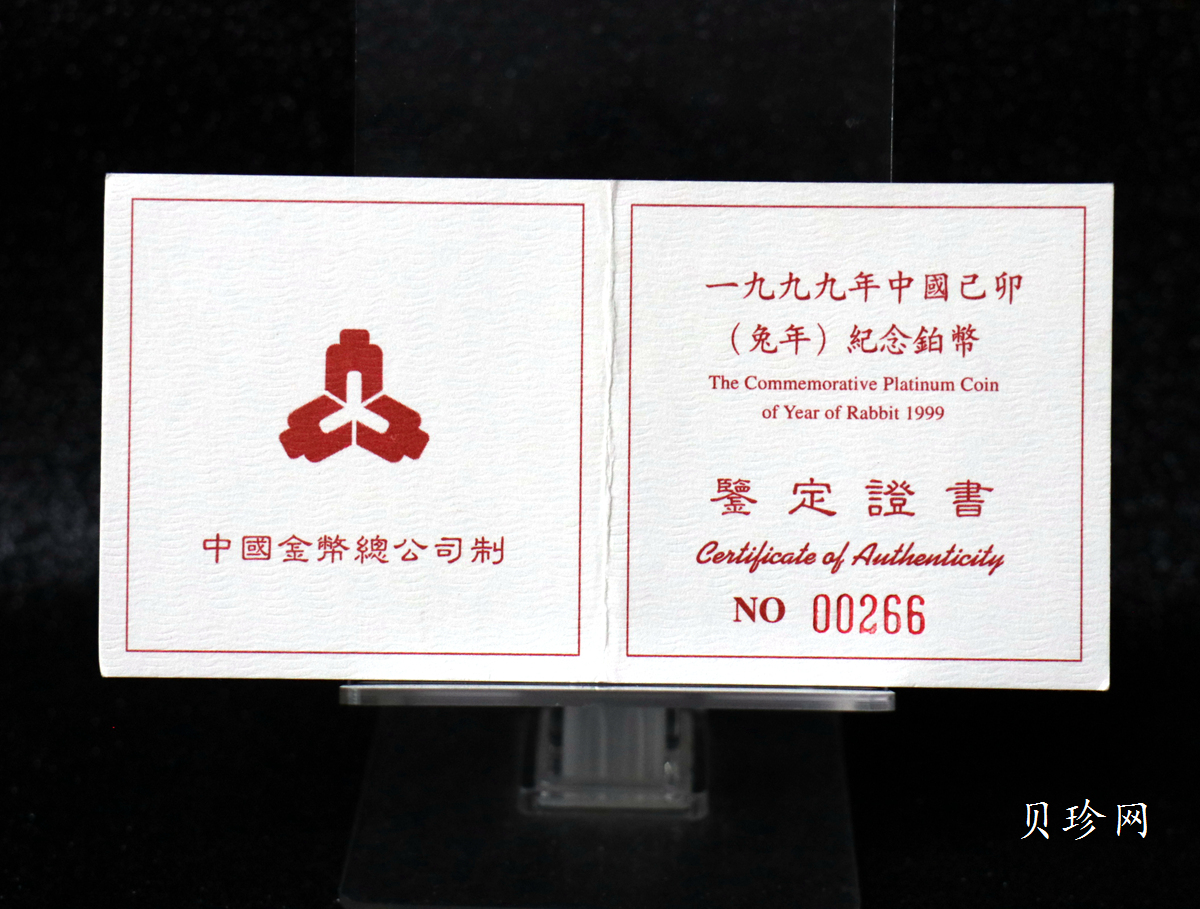 中國金幣總公司制
一九九九年中國己卯
（兔年）紀念鉑幣
The Commemorative Platinum Coin
of Year of Rabbit 1999
鑒定證書
Certificate of Authenticity
NO 00266
贝珍网